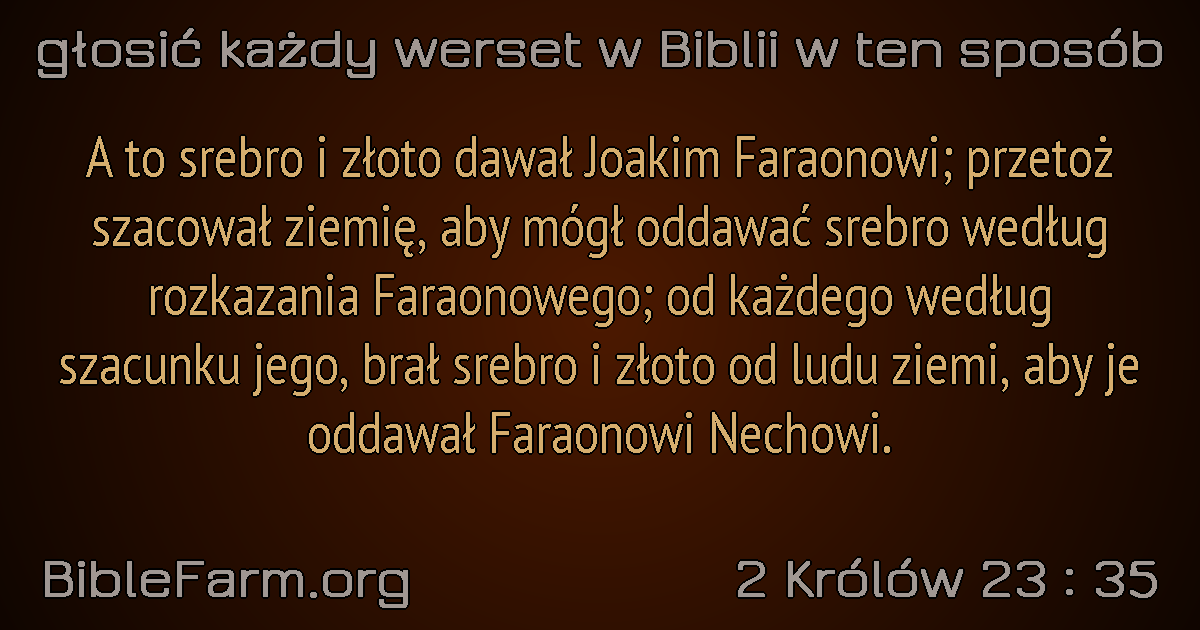 głosić każdy werset w Biblii w ten sposób
A to srebro i złoto dawał Joakim Faraonowi; przetoż
szacował ziemię, aby mógł oddawać srebro według
rozkazania Faraonowego; od każdego według
szacunku jego, brał srebro i złoto od ludu ziemi, aby je
oddawał Faraonowi Nechowi.
BibleFarm.org
2 Królów 23 : 35